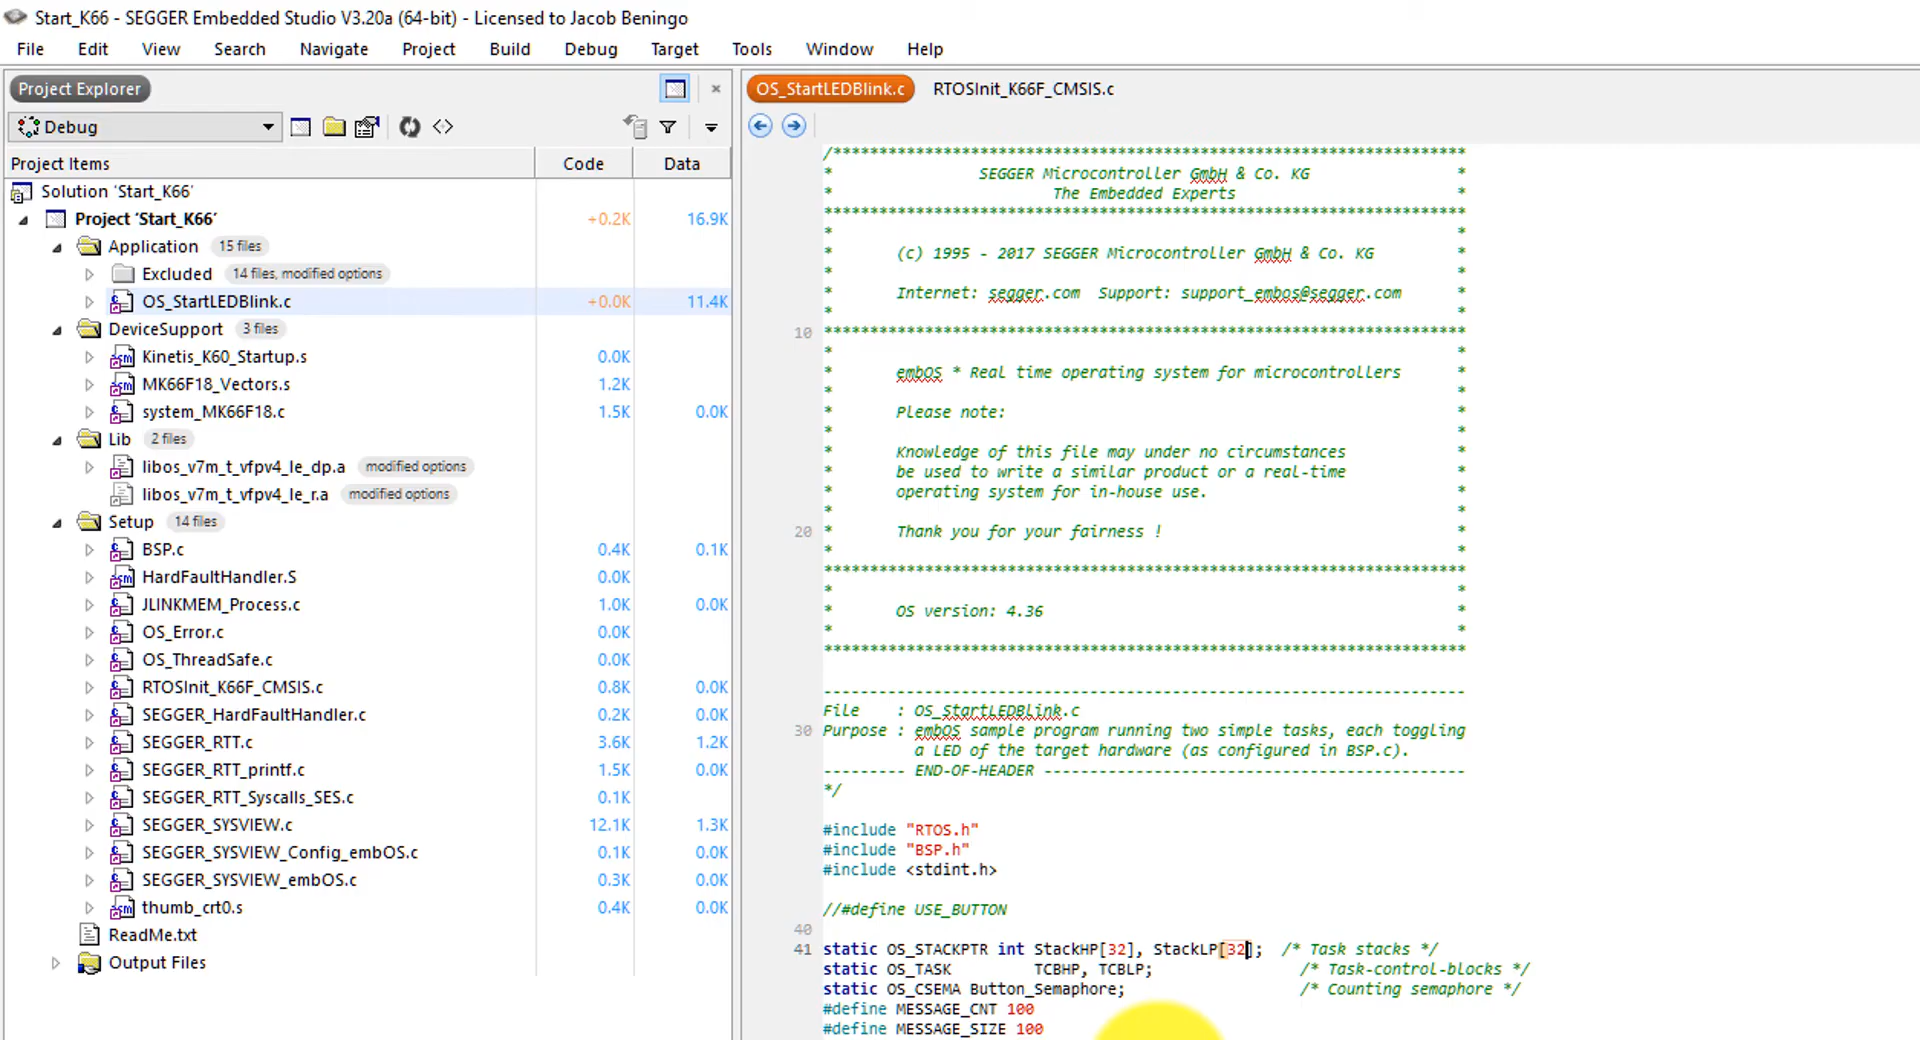 Start_K66 - SEGGER Embedded Studio V3.20a (64-bit) - Licensed to Jacob Beningo
File Edit View Search Navigate Project Build Debug Target Tools Window Help
Project Explorer
Debug
Project Items Code Data
Solution 'Start_K66'
Project 'Start_K66' +0.2K 16.9K
Application 15 files
Excluded 14 files, modified options
OS_StartLEDBlink.c +0.0K 11.4K
DeviceSupport 3 files
Kinetis_K60_Startup.s 0.0K
MK66F18_Vectors.s 1.2K
system_MK66F18.c 1.5K 0.0K
Lib 2 files
libos_v7m_t_vfpv4_le_dp.a modified options
libos_v7m_t_vfpv4_le_r.a modified options
Setup 14 files
BSP.c 0.4K 0.1K
HardFaultHandler.S 0.0K
JLINKMEM_Process.c 1.0K 0.0K
OS_Error.c 0.0K
OS_ThreadSafe.c 0.0K
RTOSInit_K66F_CMSIS.c 0.8K 0.0K
SEGGER_HardFaultHandler.c 0.2K 0.0K
SEGGER_RTT.c 3.6K 1.2K
SEGGER_RTT_printf.c 1.5K 0.0K
SEGGER_RTT_Syscalls_SES.c 0.1K
SEGGER_SYSVIEW.c 12.1K 1.3K
SEGGER_SYSVIEW_Config_embOS.c 0.1K 0.0K
SEGGER_SYSVIEW_embOS.c 0.3K 0.0K
thumb_crt0.s 0.4K 0.0K
ReadMe.txt
Output Files
OS_StartLEDBlink.c RTOSInit_K66F_CMSIS.c
/*********************************************************************
* SEGGER Microcontroller GmbH & Co. KG *
* The Embedded Experts *
**********************************************************************
* *
* (c) 1995 - 2017 SEGGER Microcontroller GmbH & Co. KG *
* *
* Internet: segger.com Support: support_embos@segger.com *
* *
10 **********************************************************************
* *
* embOS * Real time operating system for microcontrollers *
* *
* Please note: *
* *
* Knowledge of this file may under no circumstances *
* be used to write a similar product or a real-time *
* operating system for in-house use. *
* *
20 * Thank you for your fairness ! *
* *
**********************************************************************
* *
* OS version: 4.36 *
* *
**********************************************************************
----------------------------------------------------------------------
File : OS_StartLEDBlink.c
30 Purpose : embOS sample program running two simple tasks, each toggling
a LED of the target hardware (as configured in BSP.c).
--------- END-OF-HEADER ----------------------------------------------
*/
#include "RTOS.h"
#include "BSP.h"
#include <stdint.h>
//#define USE_BUTTON
40
41 static OS_STACKPTR int StackHP[32], StackLP[32]; /* Task stacks */
static OS_TASK TCBHP, TCBLP; /* Task-control-blocks */
static OS_CSEMA Button_Semaphore; /* Counting semaphore */
#define MESSAGE_CNT 100
#define MESSAGE_SIZE 100